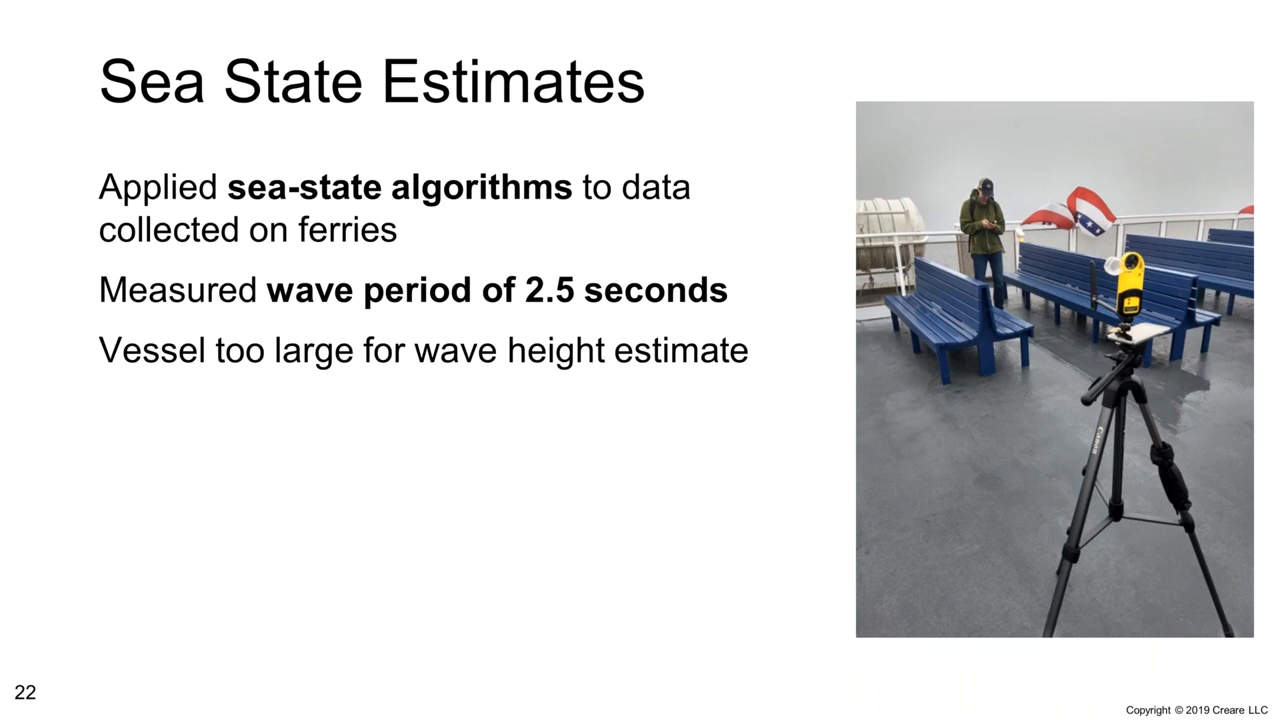 Sea State Estimates
Applied sea-state algorithms to data
collected on ferries
Measured wave period of 2.5 seconds
Vessel too large for wave height estimate
Canon
22
Copyright © 2019 Creare LLC